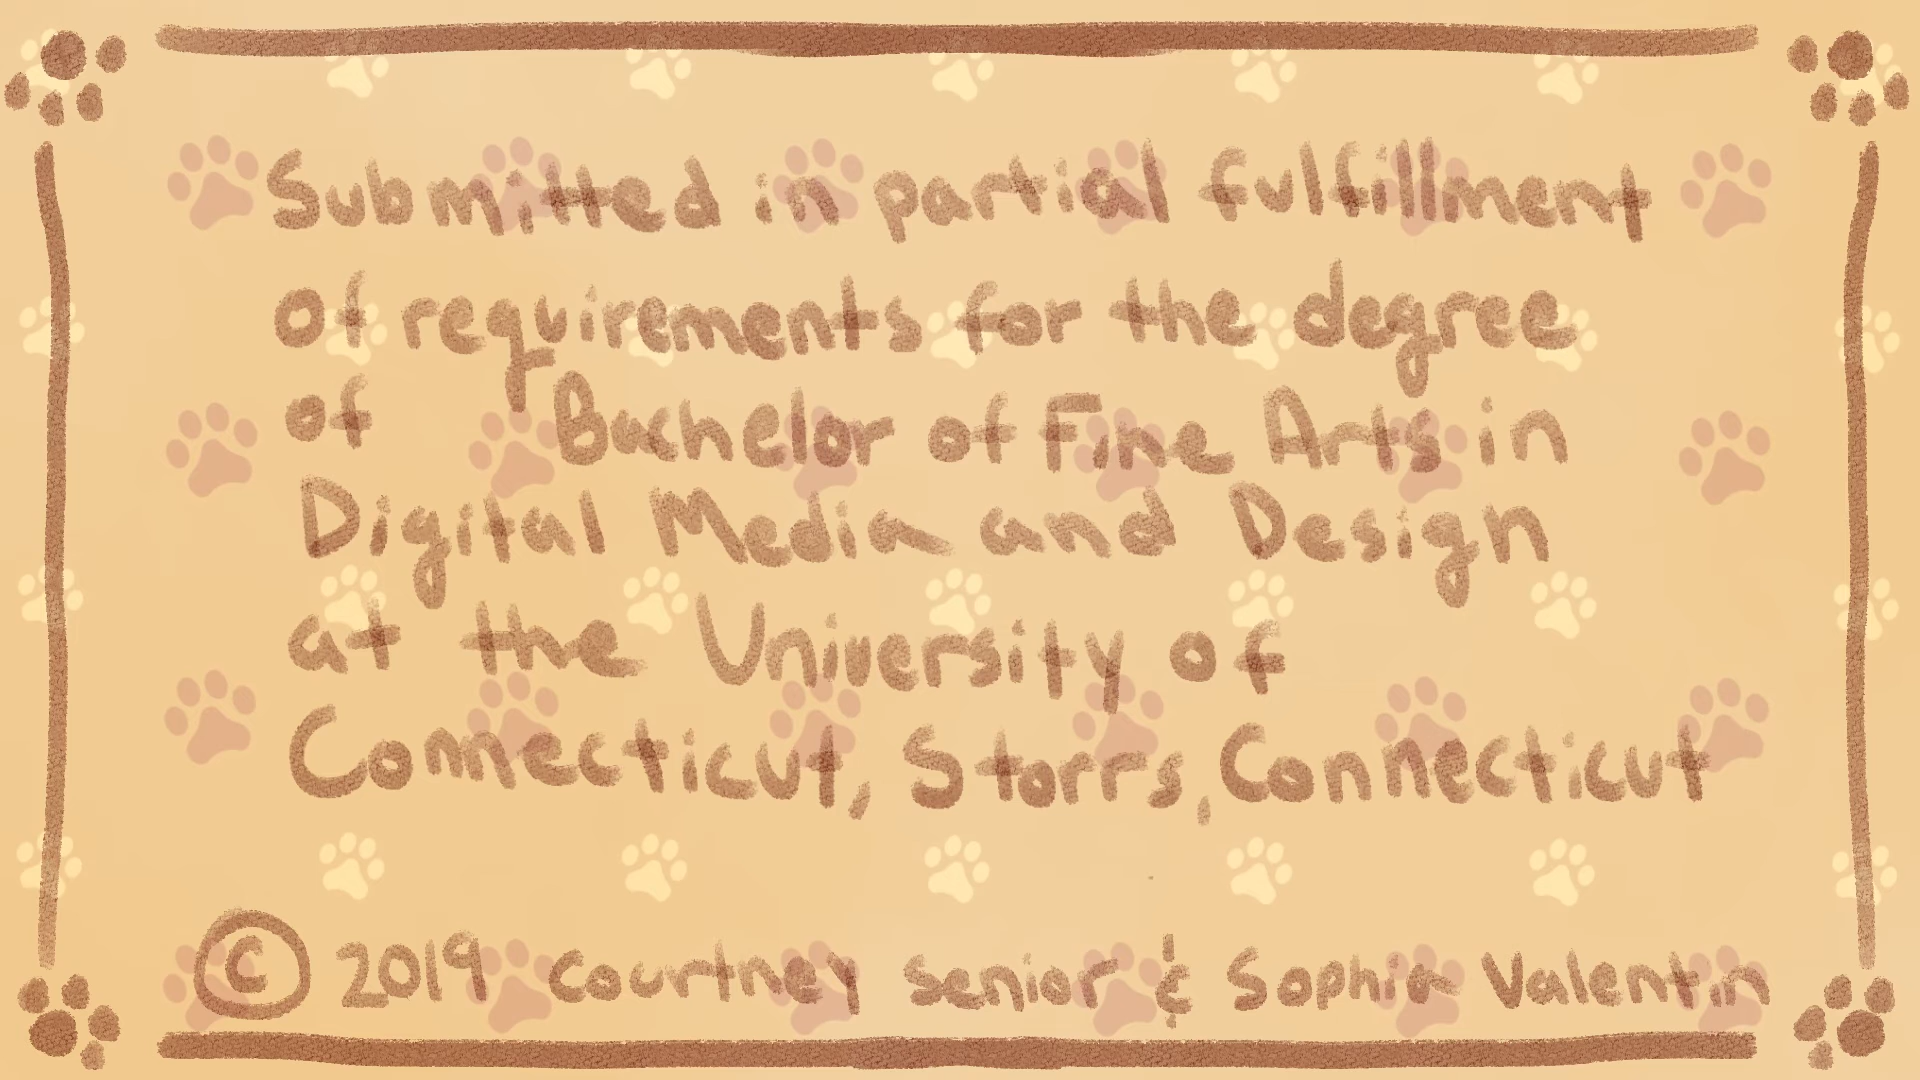 Submitted in partial fulfillment
of requirements for the degree
of Bachelor of Fine Arts in
Digital Media and Design
at the University of
Connecticut, Storrs, Connecticut
© 2019 Courtney Senior & Sophia Valentin